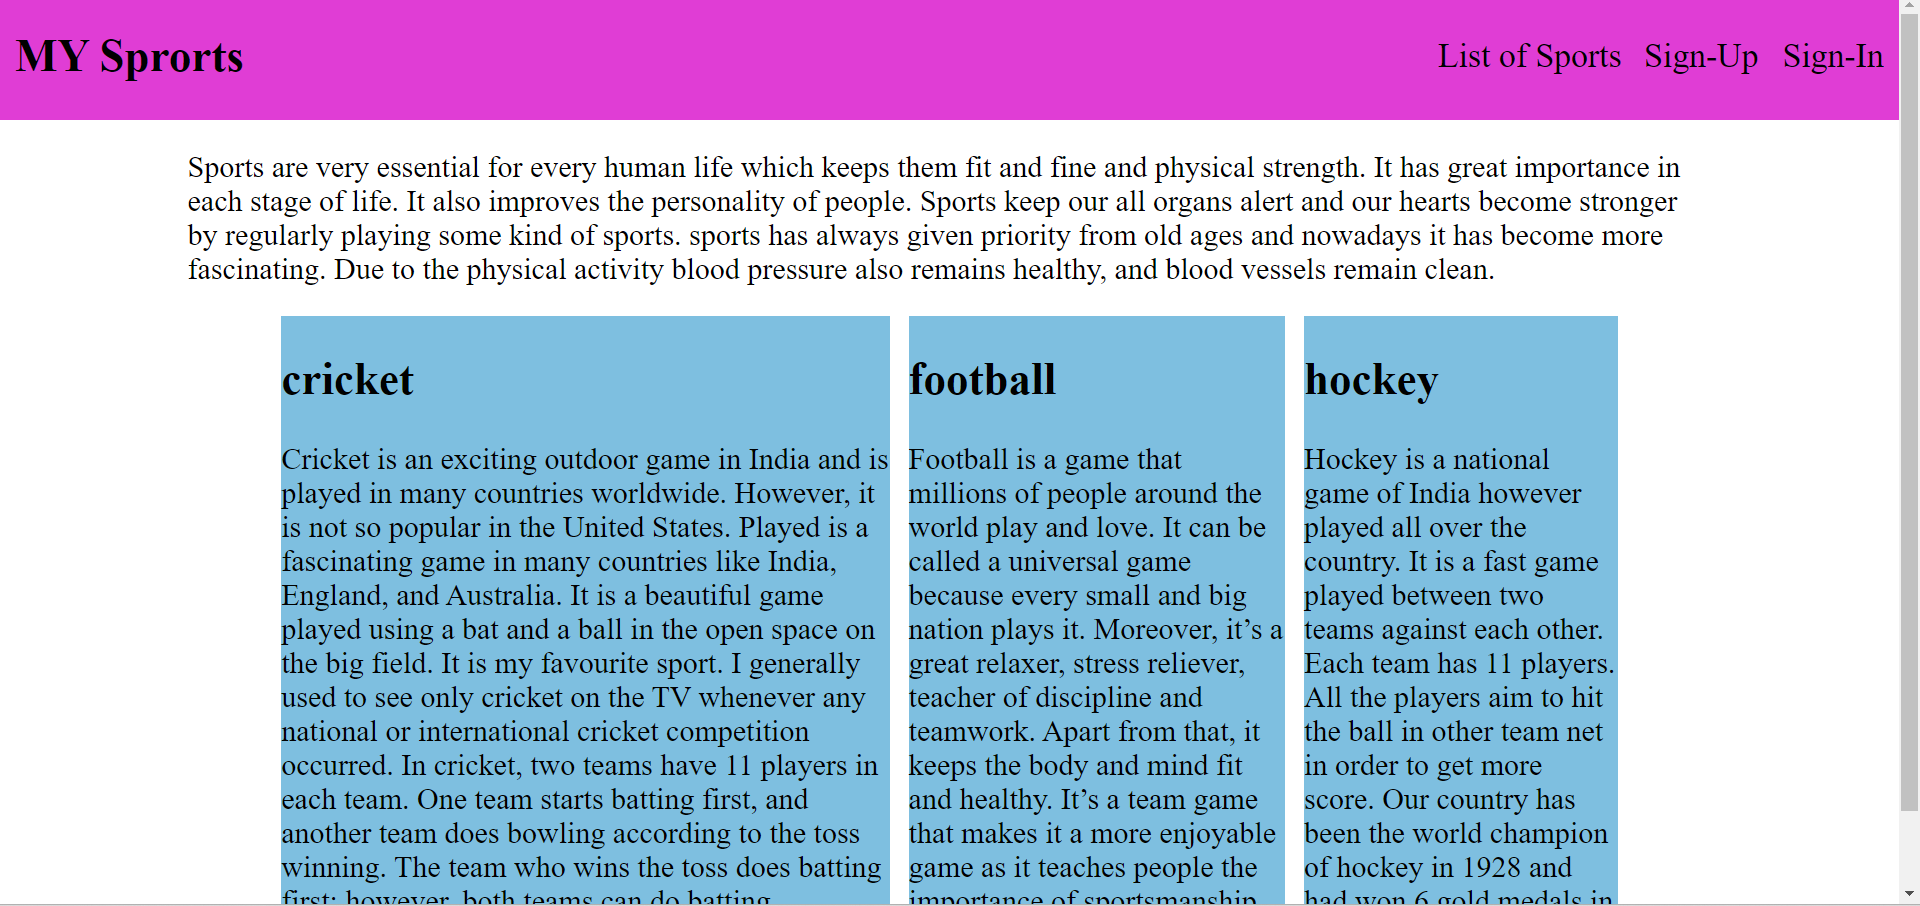 MY Sprorts
List of Sports Sign-Up Sign-In
Sports are very essential for every human life which keeps them fit and fine and physical strength. It has great importance in
each stage of life. It also improves the personality of people. Sports keep our all organs alert and our hearts become stronger
by regularly playing some kind of sports. sports has always given priority from old ages and nowadays it has become more
fascinating. Due to the physical activity blood pressure also remains healthy, and blood vessels remain clean.
cricket
Cricket is an exciting outdoor game in India and is
played in many countries worldwide. However, it
is not so popular in the United States. Played is a
fascinating game in many countries like India,
England, and Australia. It is a beautiful game
played using a bat and a ball in the open space on
the big field. It is my favourite sport. I generally
used to see only cricket on the TV whenever any
national or international cricket competition
occurred. In cricket, two teams have 11 players in
each team. One team starts batting first, and
another team does bowling according to the toss
winning. The team who wins the toss does batting
first; however, both teams can do batting
football
Football is a game that
millions of people around the
world play and love. It can be
called a universal game
because every small and big
nation plays it. Moreover, it’s a
great relaxer, stress reliever,
teacher of discipline and
teamwork. Apart from that, it
keeps the body and mind fit
and healthy. It’s a team game
that makes it a more enjoyable
game as it teaches people the
importance of sportsmanship.
hockey
Hockey is a national
game of India however
played all over the
country. It is a fast game
played between two
teams against each other.
Each team has 11 players.
All the players aim to hit
the ball in other team net
in order to get more
score. Our country has
been the world champion
of hockey in 1928 and
had won 6 gold medals in